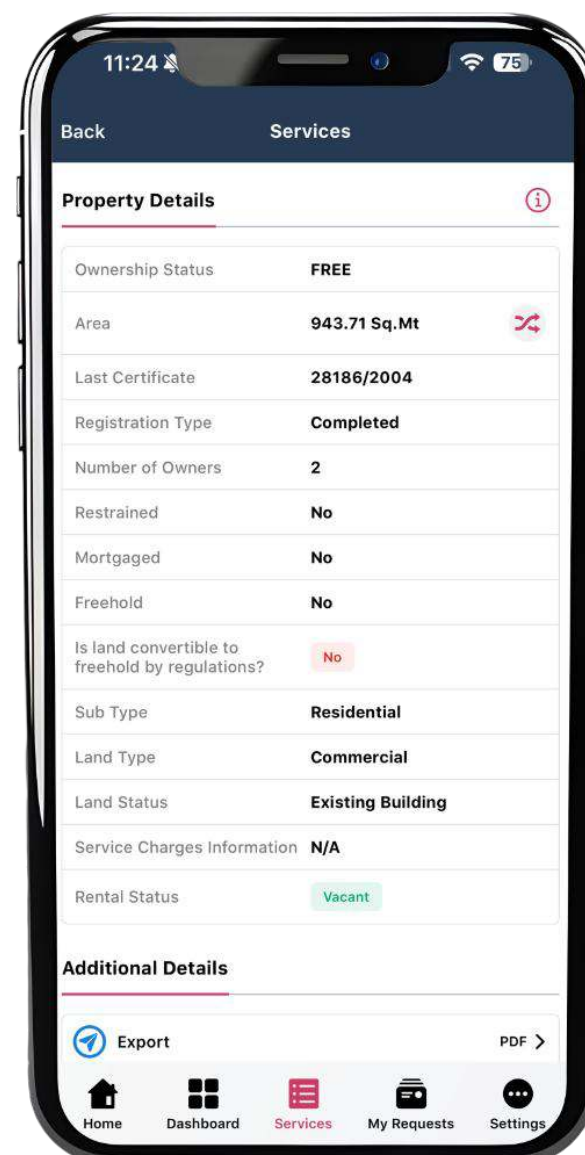 11:24
75
Back
Services
Property Details
Ownership Status FREE
Area 943.71 Sq.Mt
Last Certificate 28186/2004
Registration Type Completed
Number of Owners 2
Restrained No
Mortgaged No
Freehold No
Is land convertible to
freehold by regulations? No
Sub Type Residential
Land Type Commercial
Land Status Existing Building
Service Charges Information N/A
Rental Status Vacant
Additional Details
Export PDF
Home Dashboard Services My Requests Settings